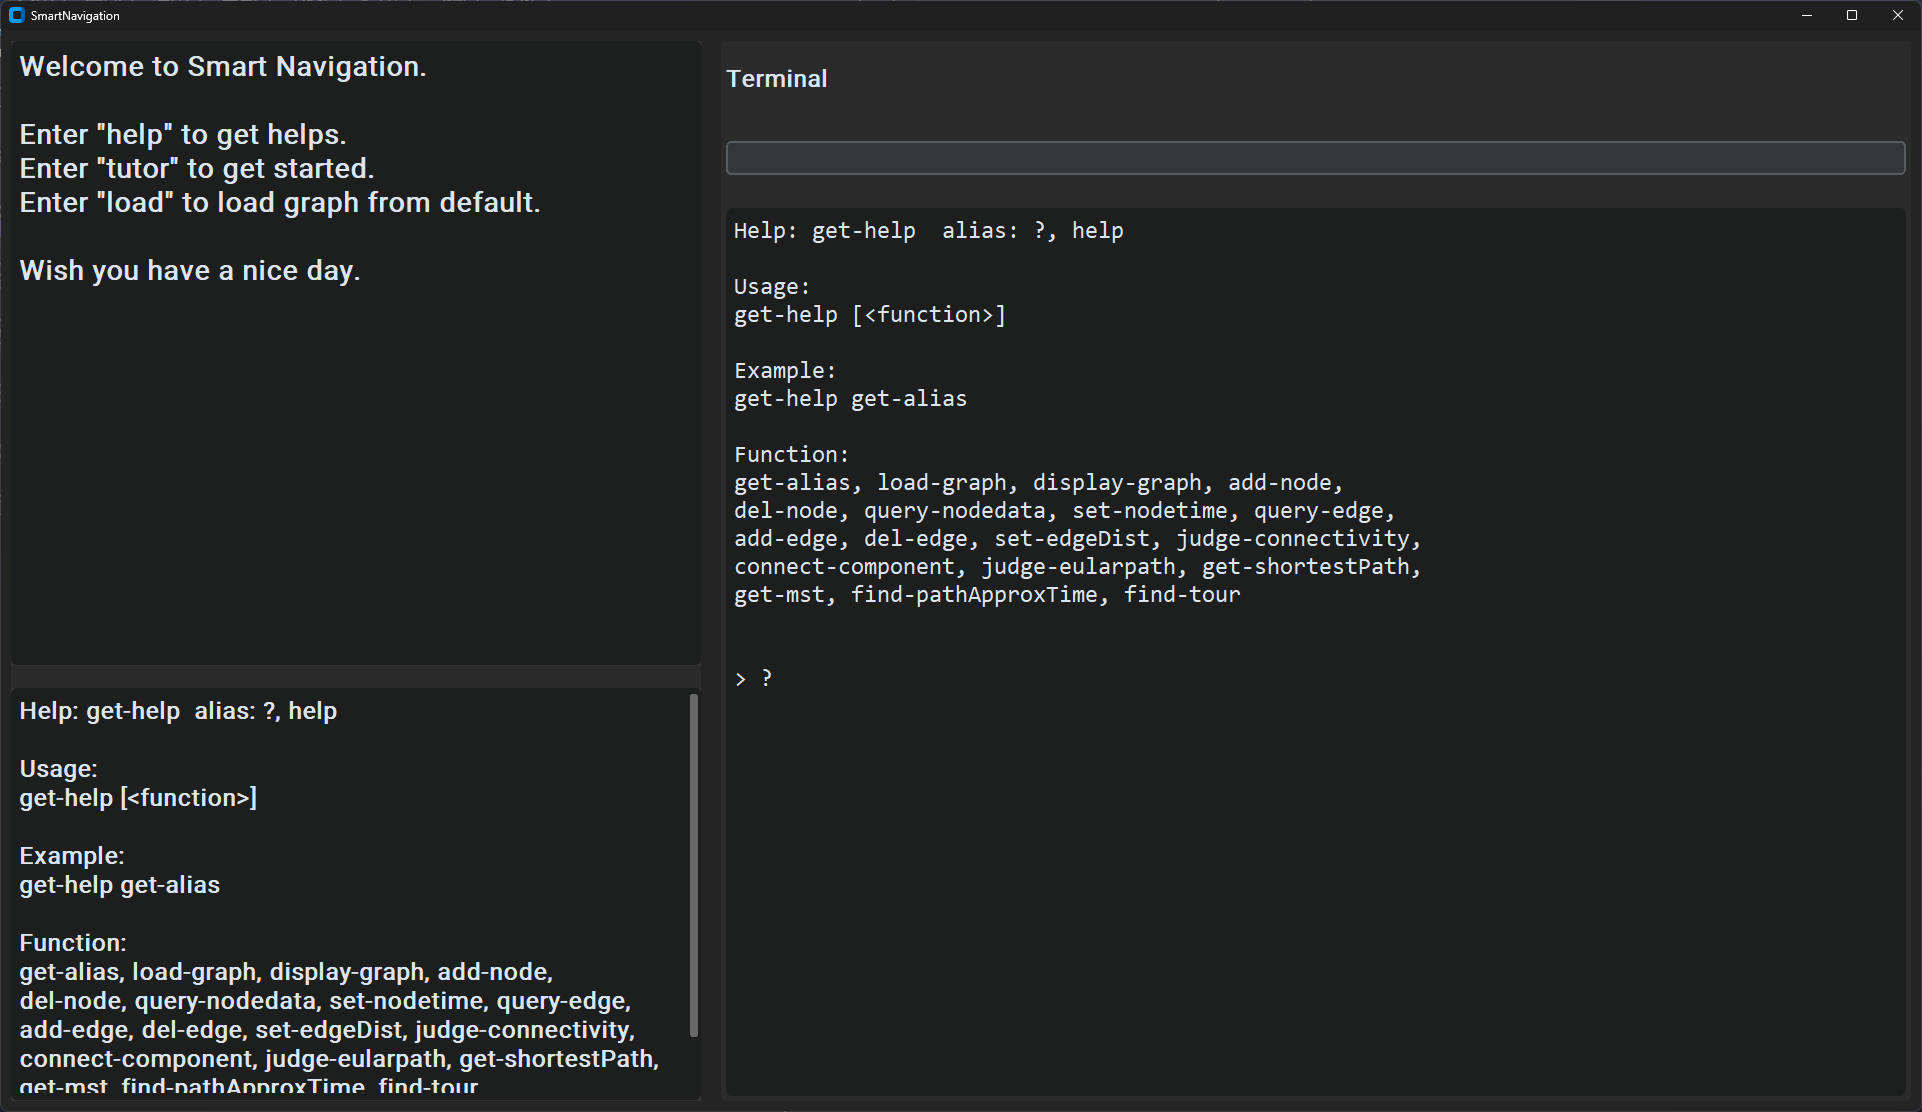 SmartNavigation
Welcome to Smart Navigation.
Enter "help" to get helps.
Enter "tutor" to get started.
Enter "load" to load graph from default.
Wish you have a nice day.
Help: get-help  alias: ?, help
Usage:
get-help [<function>]
Example:
get-help get-alias
Function:
get-alias, load-graph, display-graph, add-node,
del-node, query-nodedata, set-nodetime, query-edge,
add-edge, del-edge, set-edgeDist, judge-connectivity,
connect-component, judge-eularpath, get-shortestPath,
get-mst, find-pathApproxTime, find-tour
Terminal
Help: get-help  alias: ?, help
Usage:
get-help [<function>]
Example:
get-help get-alias
Function:
get-alias, load-graph, display-graph, add-node,
del-node, query-nodedata, set-nodetime, query-edge,
add-edge, del-edge, set-edgeDist, judge-connectivity,
connect-component, judge-eularpath, get-shortestPath,
get-mst, find-pathApproxTime, find-tour
> ?